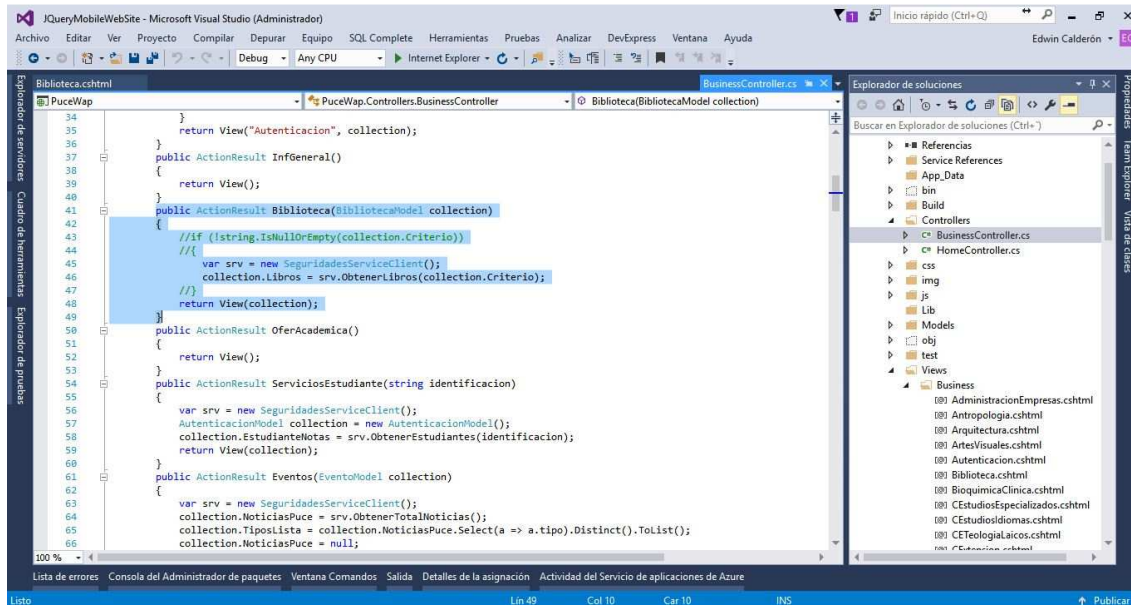 JQueryMobileWebSite - Microsoft Visual Studio (Administrador)
1
Inicio rápido (Ctrl+Q)
Archivo Editar Ver Proyecto Compilar Depurar Equipo SQL Complete Herramientas Pruebas Analizar DevExpress Ventana Ayuda
Edwin Calderón
EC
Debug Any CPU Internet Explorer
Explorador de servidores
Cuadro de herramientas
Explorador de pruebas
Biblioteca.cshtml
BusinessController.cs
PuceWap
PuceWap.Controllers.BusinessController
Biblioteca(BibliotecaModel collection)
34 }
35 return View("Autenticacion", collection);
36 }
37 public ActionResult InfGeneral()
38 {
39 return View();
40 }
41 public ActionResult Biblioteca(BibliotecaModel collection)
42 {
43 //if (!string.IsNullOrEmpty(collection.Criterio))
44 //{
45 var srv = new SeguridadesServiceClient();
46 collection.Libros = srv.ObtenerLibros(collection.Criterio);
47 //}
48 return View(collection);
49 }
50 public ActionResult OferAcademica()
51 {
52 return View();
53 }
54 public ActionResult ServiciosEstudiante(string identificacion)
55 {
56 var srv = new SeguridadesServiceClient();
57 AutenticacionModel collection = new AutenticacionModel();
58 collection.EstudianteNotas = srv.ObtenerEstudiantes(identificacion);
59 return View(collection);
60 }
61 public ActionResult Eventos(EventoModel collection)
62 {
63 var srv = new SeguridadesServiceClient();
64 collection.NoticiasPuce = srv.ObtenerTotalNoticias();
65 collection.TiposLista = collection.NoticiasPuce.Select(a => a.tipo).Distinct().ToList();
66 collection.NoticiasPuce = null;
100 %
Explorador de soluciones
Buscar en Explorador de soluciones (Ctrl+')
Referencias
Service References
App_Data
bin
Build
Controllers
C# BusinessController.cs
C# HomeController.cs
css
img
js
Lib
Models
obj
test
Views
Business
[@] AdministracionEmpresas.cshtml
[@] Antropologia.cshtml
[@] Arquitectura.cshtml
[@] ArtesVisuales.cshtml
[@] Autenticacion.cshtml
[@] Biblioteca.cshtml
[@] BioquimicaClinica.cshtml
[@] CEstudiosEspecializados.cshtml
[@] CEstudiosIdiomas.cshtml
[@] CETeologiaLaicos.cshtml
[@] CExtension.cshtml
Propiedades
Team Explorer
Vista de clases
Lista de errores Consola del Administrador de paquetes Ventana Comandos Salida Detalles de la asignación Actividad del Servicio de aplicaciones de Azure
Listo Lín 49 Col 10 Car 10 INS Publicar